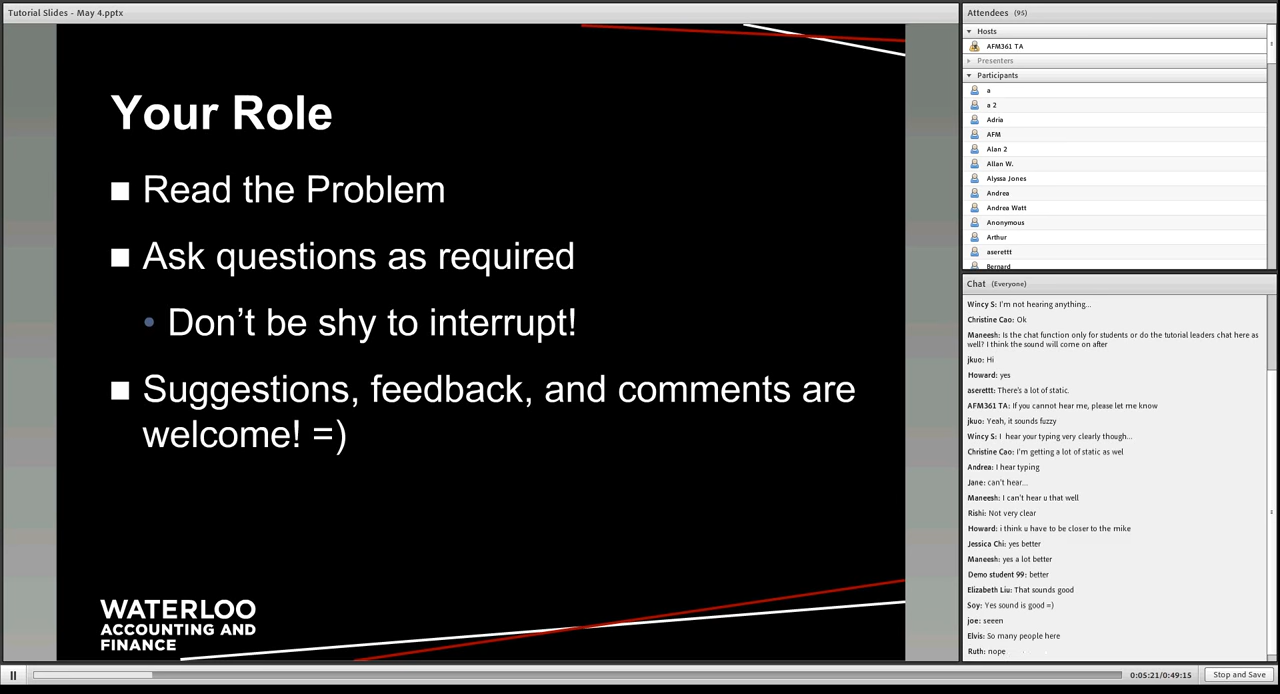 Tutorial Slides - May 4.pptx
Your Role
Read the Problem
Ask questions as required
Don't be shy to interrupt!
Suggestions, feedback, and comments are
welcome! =)
WATERLOO
ACCOUNTING AND
FINANCE
Attendees (95)
Hosts
AFM361 TA
Presenters
Participants
a
a 2
Adria
AFM
Alan 2
Allan W.
Alyssa Jones
Andrea
Andrea Watt
Anonymous
Arthur
aserettt
Bernard
Chat (Everyone)
Wincy S: I'm not hearing anything...
Christine Cao: Ok
Maneesh: Is the chat function only for students or do the tutorial leaders chat here as
well? I think the sound will come on after
jkuo: Hi
Howard: yes
aserettt: There's a lot of static.
AFM361 TA: If you cannot hear me, please let me know
jkuo: Yeah, it sounds fuzzy
Wincy S: I hear your typing very clearly though...
Christine Cao: I'm getting a lot of static as wel
Andrea: I hear typing
Jane: can't hear...
Maneesh: I can't hear u that well
Rishi: Not very clear
Howard: i think u have to be closer to the mike
Jessica Chi: yes better
Maneesh: yes a lot better
Demo student 99: better
Elizabeth Liu: That sounds good
Soy: Yes sound is good =)
joe: seeen
Elvis: So many people here
Ruth: nope
0:05:21/0:49:15
Stop and Save